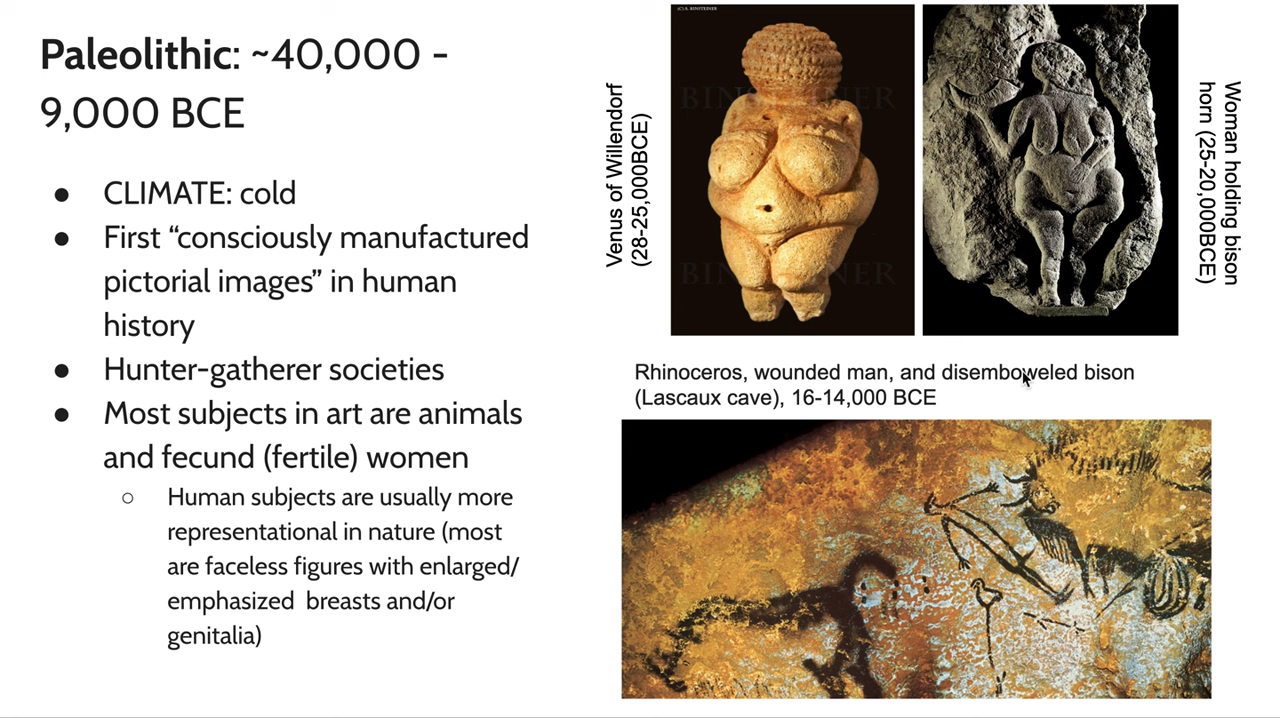 Paleolithic: ~40,000 -
9,000 BCE
● CLIMATE: cold
● First “consciously manufactured
pictorial images” in human
history
● Hunter-gatherer societies
● Most subjects in art are animals
and fecund (fertile) women
○ Human subjects are usually more
representational in nature (most
are faceless figures with enlarged/
emphasized breasts and/or
genitalia)
(C) A. BINSTEINER
BINSTEINER
BINSTEINER
Venus of Willendorf
(28-25,000BCE)
Woman holding bison
horn (25-20,000BCE)
Rhinoceros, wounded man, and disemboweled bison
(Lascaux cave), 16-14,000 BCE